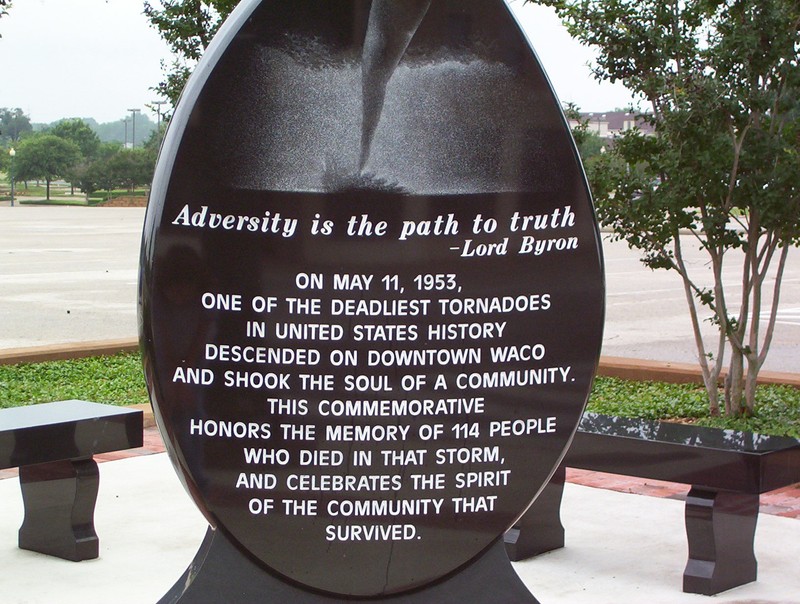 Adversity is the path to truth
-Lord Byron
ON MAY 11, 1953,
ONE OF THE DEADLIEST TORNADOES
IN UNITED STATES HISTORY
DESCENDED ON DOWNTOWN WACO
AND SHOOK THE SOUL OF A COMMUNITY.
THIS COMMEMORATIVE
HONORS THE MEMORY OF 114 PEOPLE
WHO DIED IN THAT STORM,
AND CELEBRATES THE SPIRIT
OF THE COMMUNITY THAT
SURVIVED.